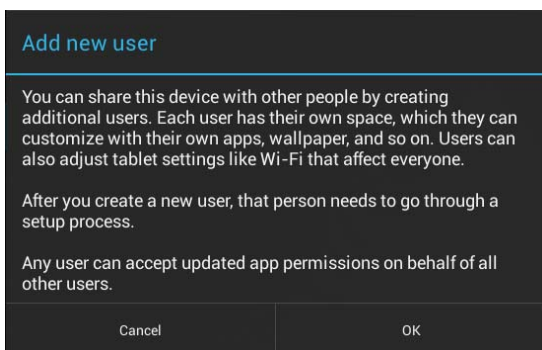 Add new user
You can share this device with other people by creating
additional users. Each user has their own space, which they can
customize with their own apps, wallpaper, and so on. Users can
also adjust tablet settings like Wi-Fi that affect everyone.
After you create a new user, that person needs to go through a
setup process.
Any user can accept updated app permissions on behalf of all
other users.
Cancel
OK